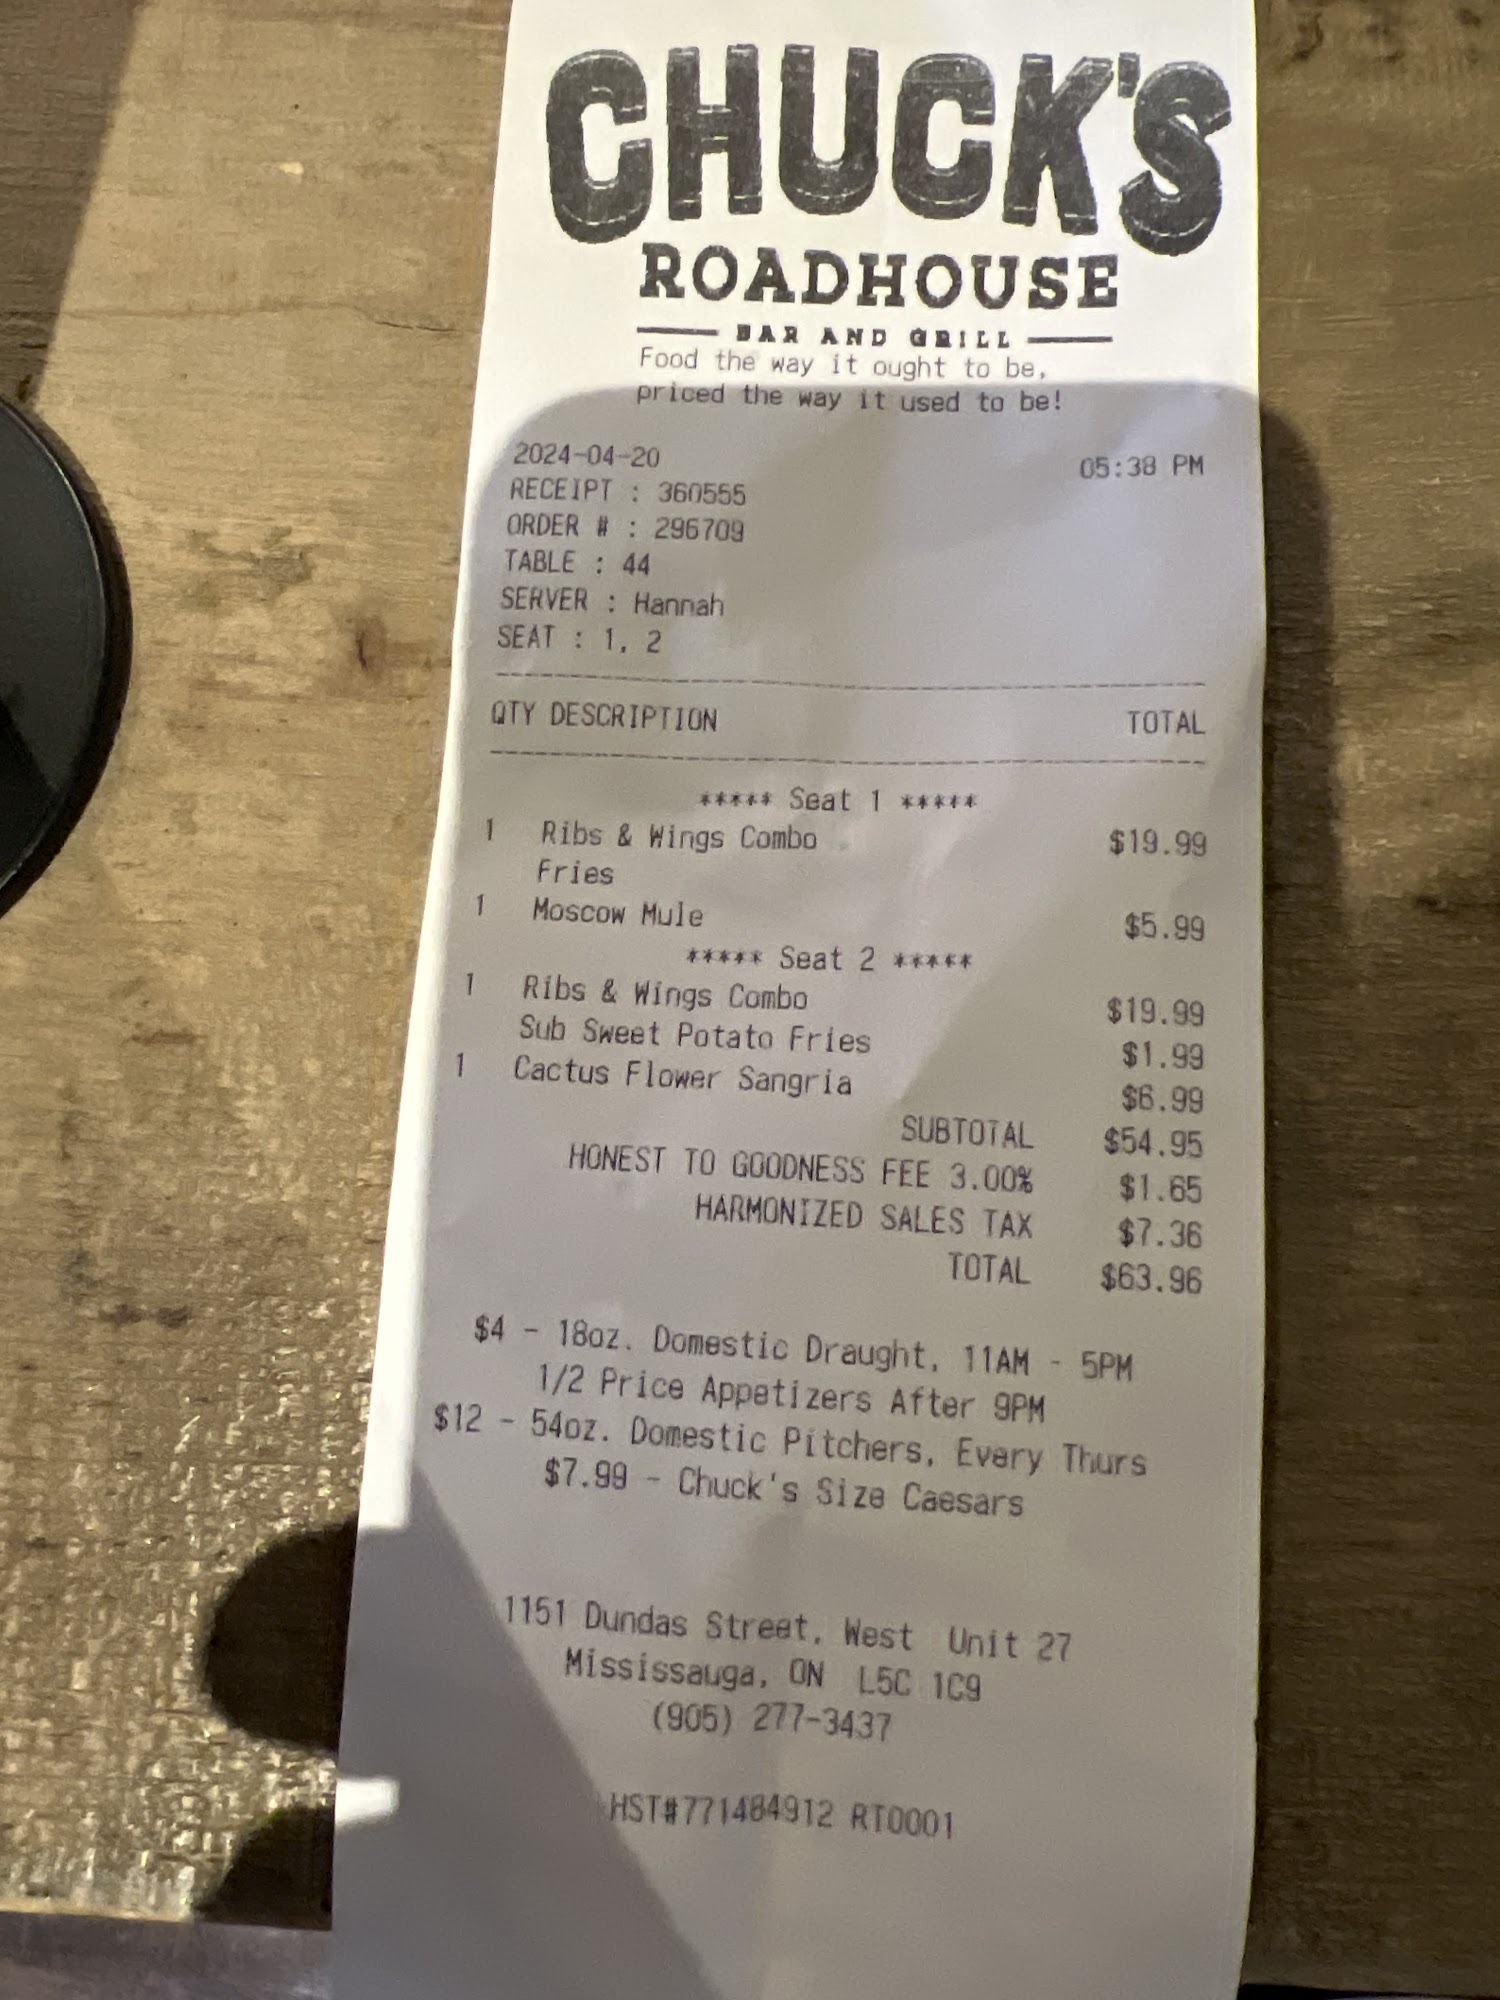 CHUCK'S
ROADHOUSE
BAR AND GRILL
Food the way it ought to be,
priced the way it used to be!
2024-04-20 05:38 PM
RECEIPT : 360555
ORDER # : 296709
TABLE : 44
SERVER : Hannah
SEAT : 1, 2
QTY DESCRIPTION TOTAL
***** Seat 1 *****
1 Ribs & Wings Combo $19.99
Fries
1 Moscow Mule $5.99
***** Seat 2 *****
1 Ribs & Wings Combo $19.99
Sub Sweet Potato Fries $1.99
1 Cactus Flower Sangria $6.99
SUBTOTAL $54.95
HONEST TO GOODNESS FEE 3.00% $1.65
HARMONIZED SALES TAX $7.36
TOTAL $63.96
$4 - 18oz. Domestic Draught, 11AM - 5PM
1/2 Price Appetizers After 9PM
$12 - 54oz. Domestic Pitchers, Every Thurs
$7.99 - Chuck's Size Caesars
1151 Dundas Street, West Unit 27
Mississauga, ON L5C 1C9
(905) 277-3437
HST#771484912 RT0001